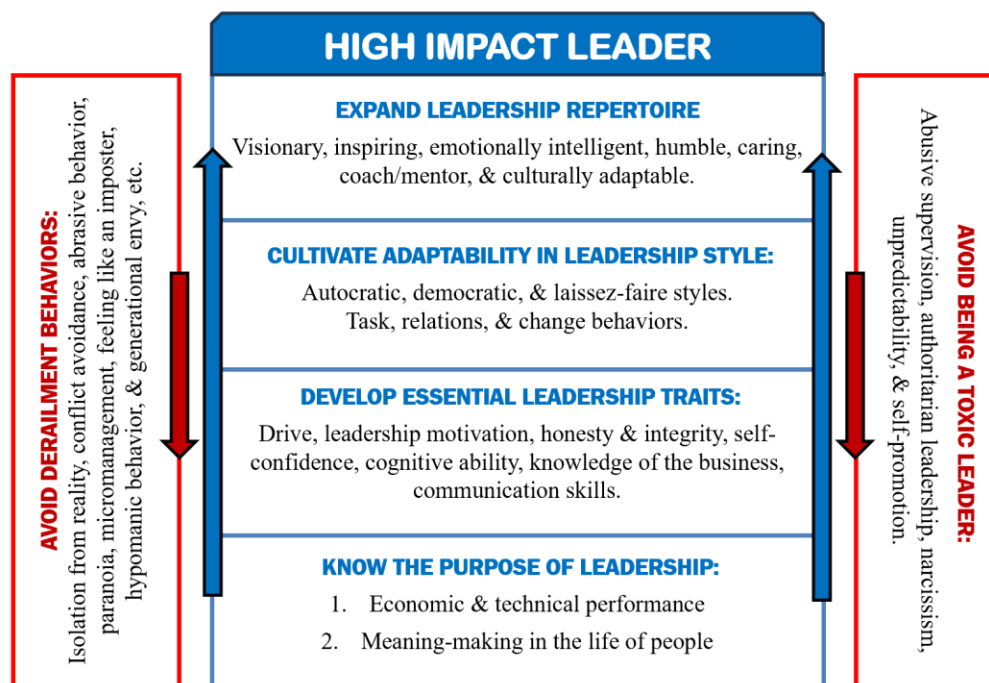 HIGH IMPACT LEADER
AVOID DERAILMENT BEHAVIORS:
Isolation from reality, conflict avoidance, abrasive behavior,
paranoia, micromanagement, feeling like an imposter,
hypomanic behavior, & generational envy, etc.
EXPAND LEADERSHIP REPERTOIRE
Visionary, inspiring, emotionally intelligent, humble, caring,
coach/mentor, & culturally adaptable.
CULTIVATE ADAPTABILITY IN LEADERSHIP STYLE:
Autocratic, democratic, & laissez-faire styles.
Task, relations, & change behaviors.
DEVELOP ESSENTIAL LEADERSHIP TRAITS:
Drive, leadership motivation, honesty & integrity, self-
confidence, cognitive ability, knowledge of the business,
communication skills.
KNOW THE PURPOSE OF LEADERSHIP:
1. Economic & technical performance
2. Meaning-making in the life of people
AVOID BEING A TOXIC LEADER:
Abusive supervision, authoritarian leadership, narcissism,
unpredictability, & self-promotion.